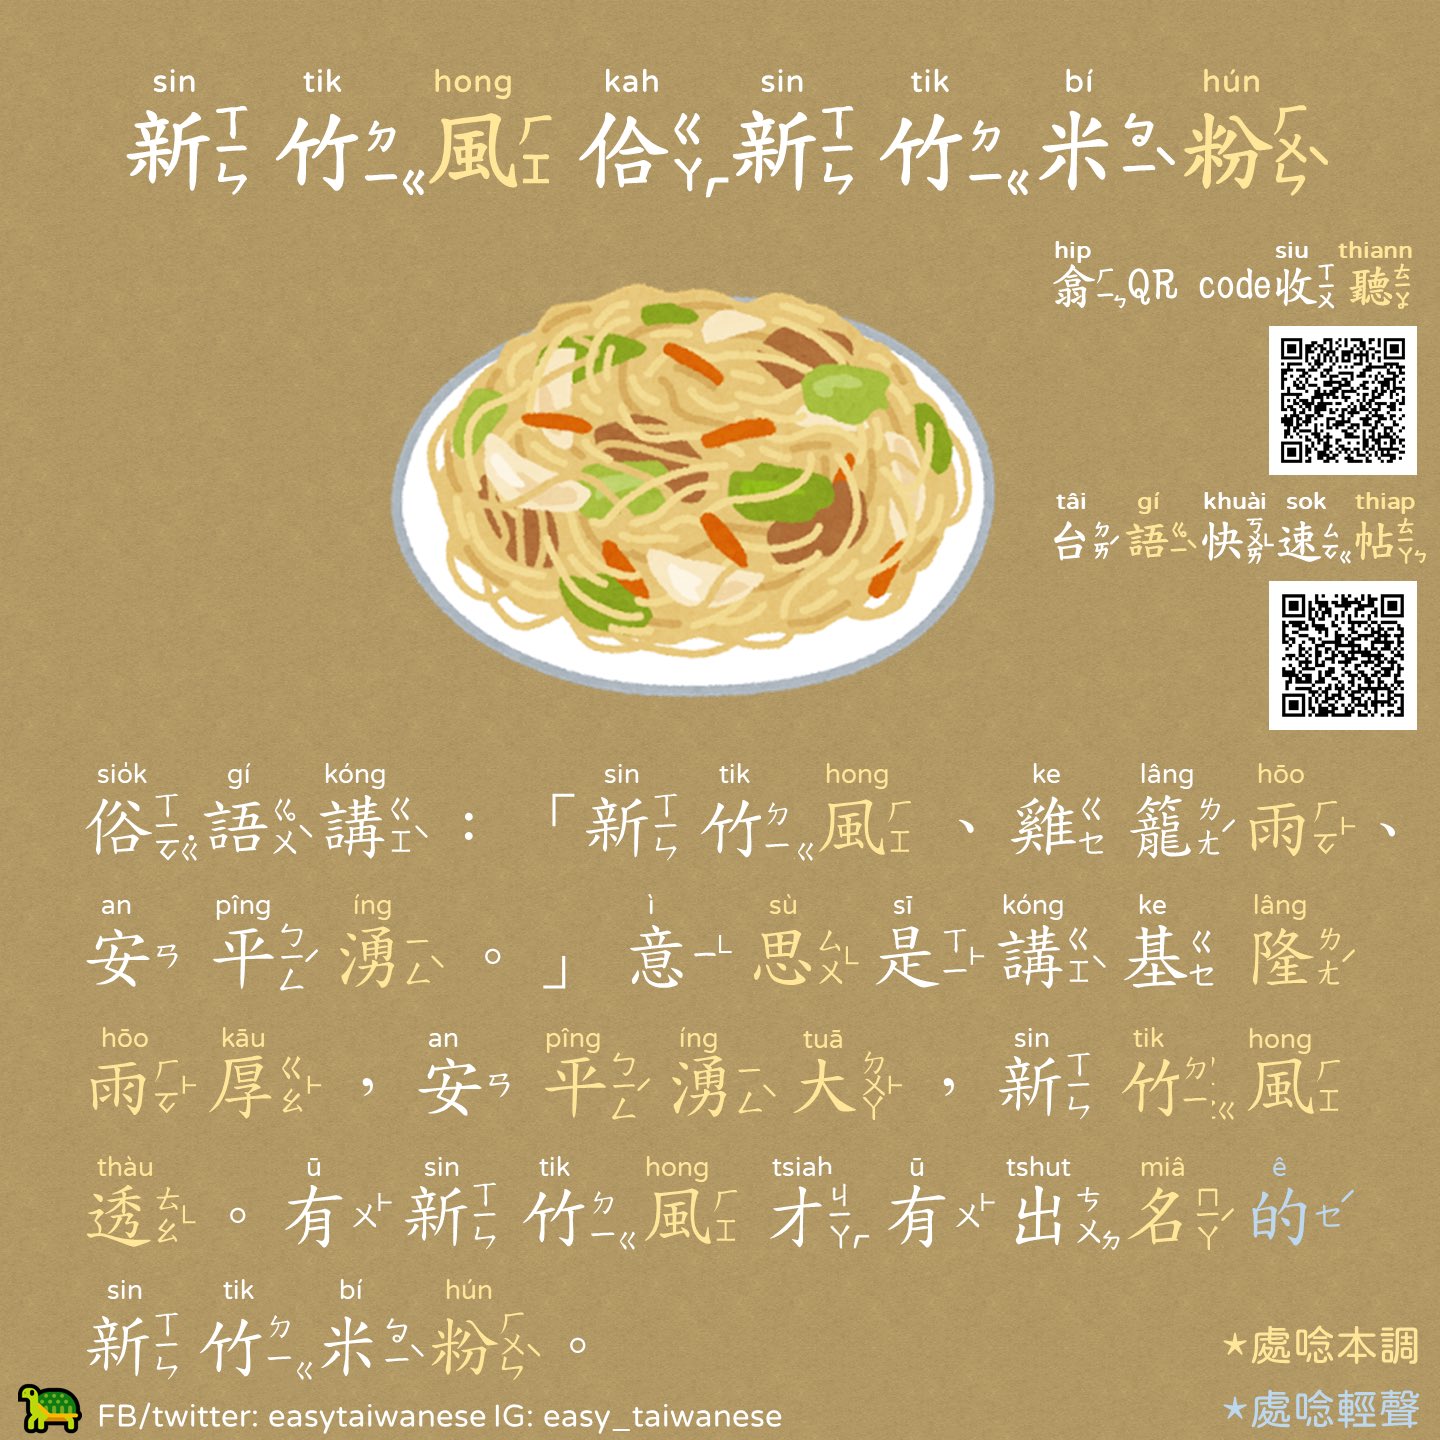 sin tik hong kah sin tik bí hún
新竹風佮新竹米粉
hip siu thiann
翕QR code收聽
tâi gí khuài sok thiap
台語快速帖
sio̍k gí kóng sin tik hong ke lâng hōo
俗語講：「新竹風、雞籠雨、
an pîng íng ì sù sī kóng ke lâng
安平湧。」意思是講基隆
hōo kāu an pîng íng tuā sin tik hong
雨厚，安平湧大，新竹風
thàu ū sin tik hong tsiah ū tshut miâ ê
透。有新竹風才有出名的
sin tik bí hún
新竹米粉。
★處唸本調
★處唸輕聲
FB/twitter: easytaiwanese IG: easy_taiwanese